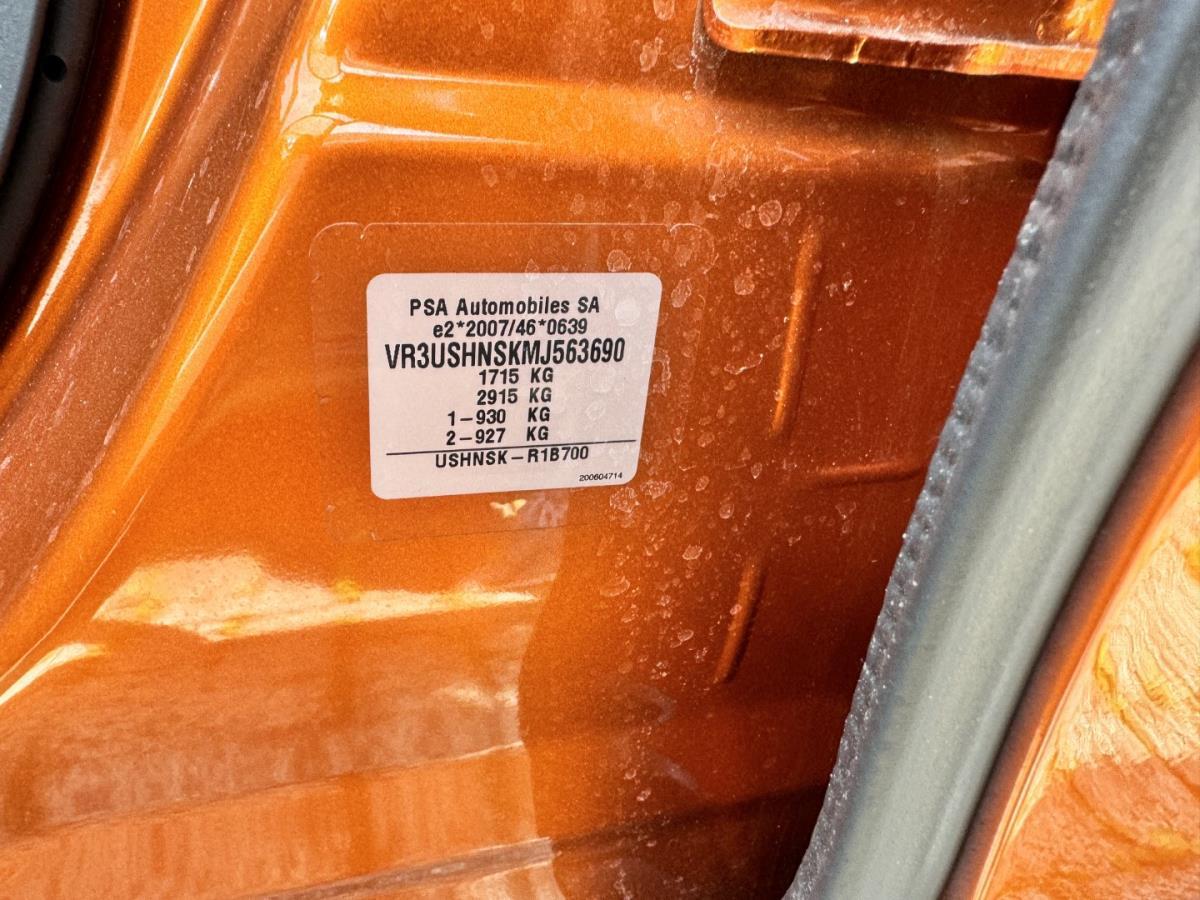 PSA Automobiles SA
e2*2007/46*0639
VR3USHNSKMJ563690
1715 KG
2915 KG
1-930 KG
2-927 KG
USHNSK-R1B700
200604714